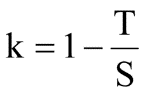 k = 1 - T/S